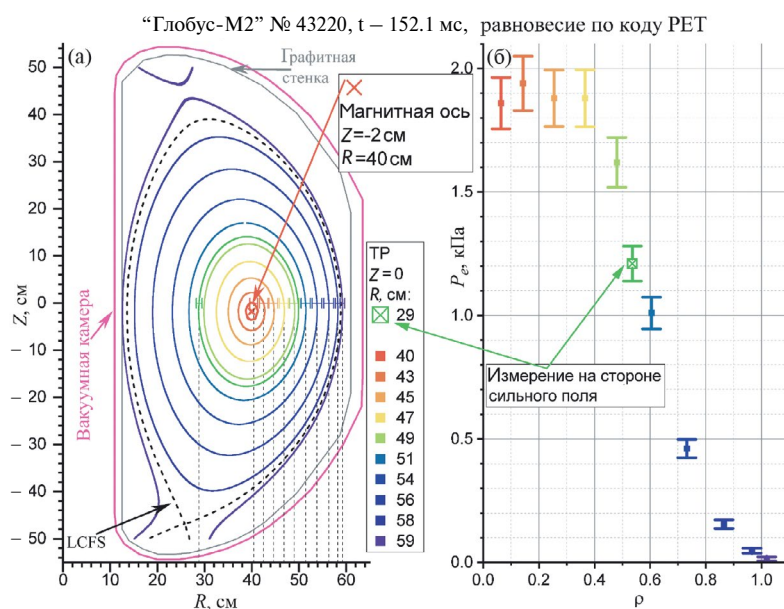 “Глобус-М2” № 43220, t – 152.1 мс, равновесие по коду PET
(а)
Графитная
стенка
Магнитная ось
Z=-2 см
R=40 см
50
40
30
20
10
0
– 10
– 20
– 30
– 40
– 50
Z, см
Вакуумная камера
LCFS
0
10
20
30
40
50
60
R, см
ТР
Z=0
R, см:
29
40
43
45
47
49
51
54
56
58
59
(б)
2.0
1.5
1.0
0.5
0.0
Pe, кПа
Измерение на стороне
сильного поля
0.0
0.2
0.4
0.6
0.8
1.0
ρ